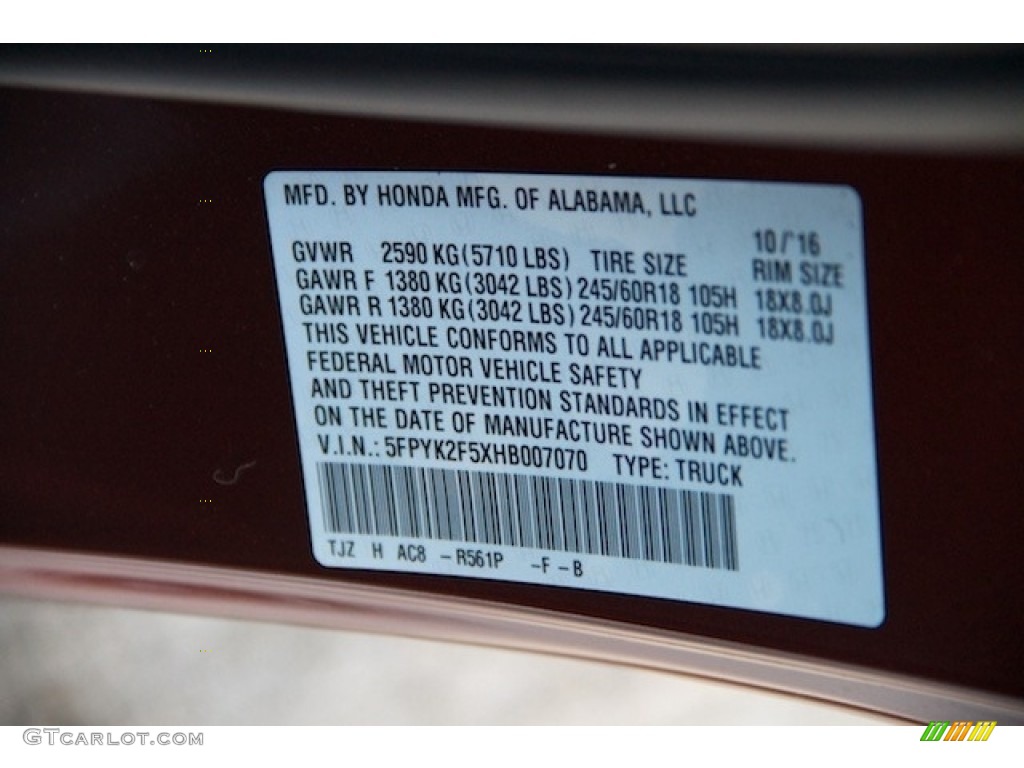 MFD. BY HONDA MFG. OF ALABAMA, LLC
10/'16
GVWR 2590 KG(5710 LBS) TIRE SIZE RIM SIZE
GAWR F 1380 KG(3042 LBS) 245/60R18 105H 18X8.0J
GAWR R 1380 KG(3042 LBS) 245/60R18 105H 18X8.0J
THIS VEHICLE CONFORMS TO ALL APPLICABLE
FEDERAL MOTOR VEHICLE SAFETY
AND THEFT PREVENTION STANDARDS IN EFFECT
ON THE DATE OF MANUFACTURE SHOWN ABOVE.
V.I.N.: 5FPYK2F5XHB007070 TYPE: TRUCK
TJZ H AC8 -R561P -F-B
GTCARLOT.COM